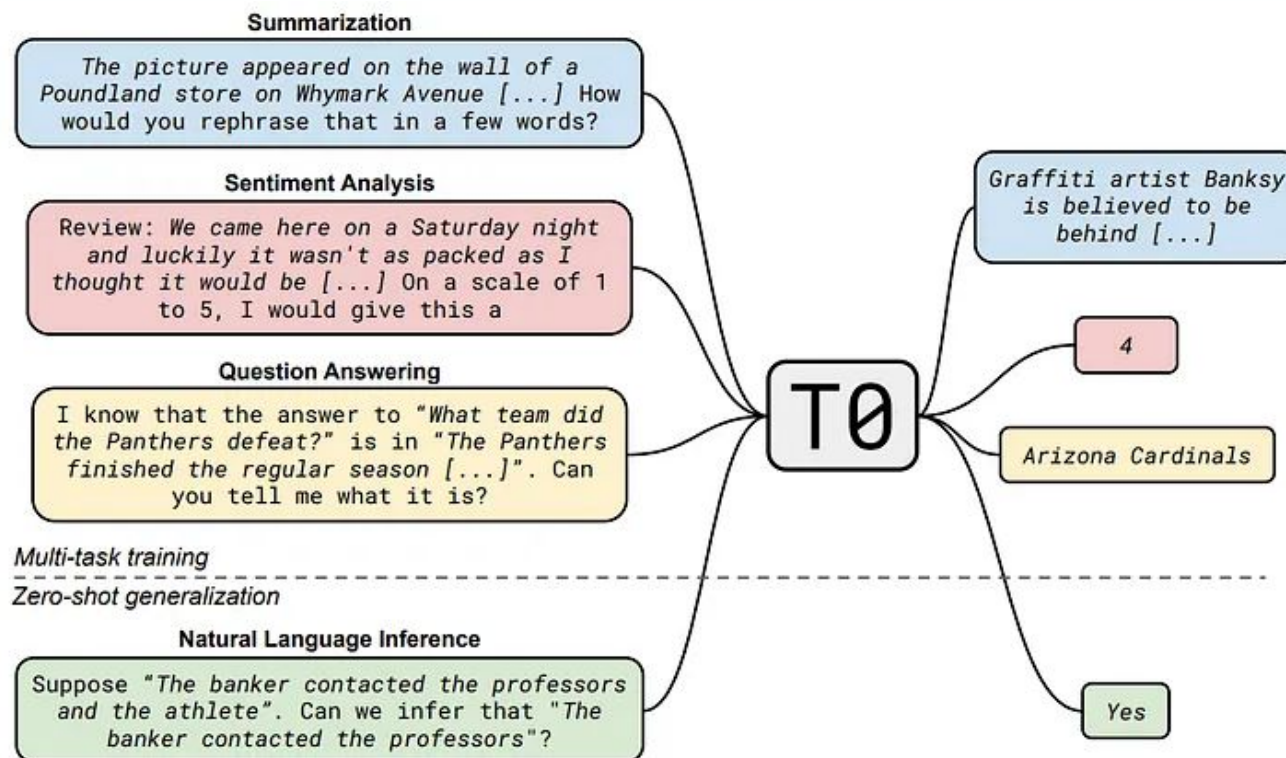 Summarization
The picture appeared on the wall of a
Poundland store on Whymark Avenue [...] How
would you rephrase that in a few words?
Sentiment Analysis
Review: We came here on a Saturday night
and luckily it wasn't as packed as I
thought it would be [...] On a scale of 1
to 5, I would give this a
Question Answering
I know that the answer to “What team did
the Panthers defeat?” is in “The Panthers
finished the regular season [...]”. Can
you tell me what it is?
Multi-task training
Zero-shot generalization
Natural Language Inference
Suppose “The banker contacted the professors
and the athlete”. Can we infer that "The
banker contacted the professors"?
T0
Graffiti artist Banksy
is believed to be
behind [...]
4
Arizona Cardinals
Yes